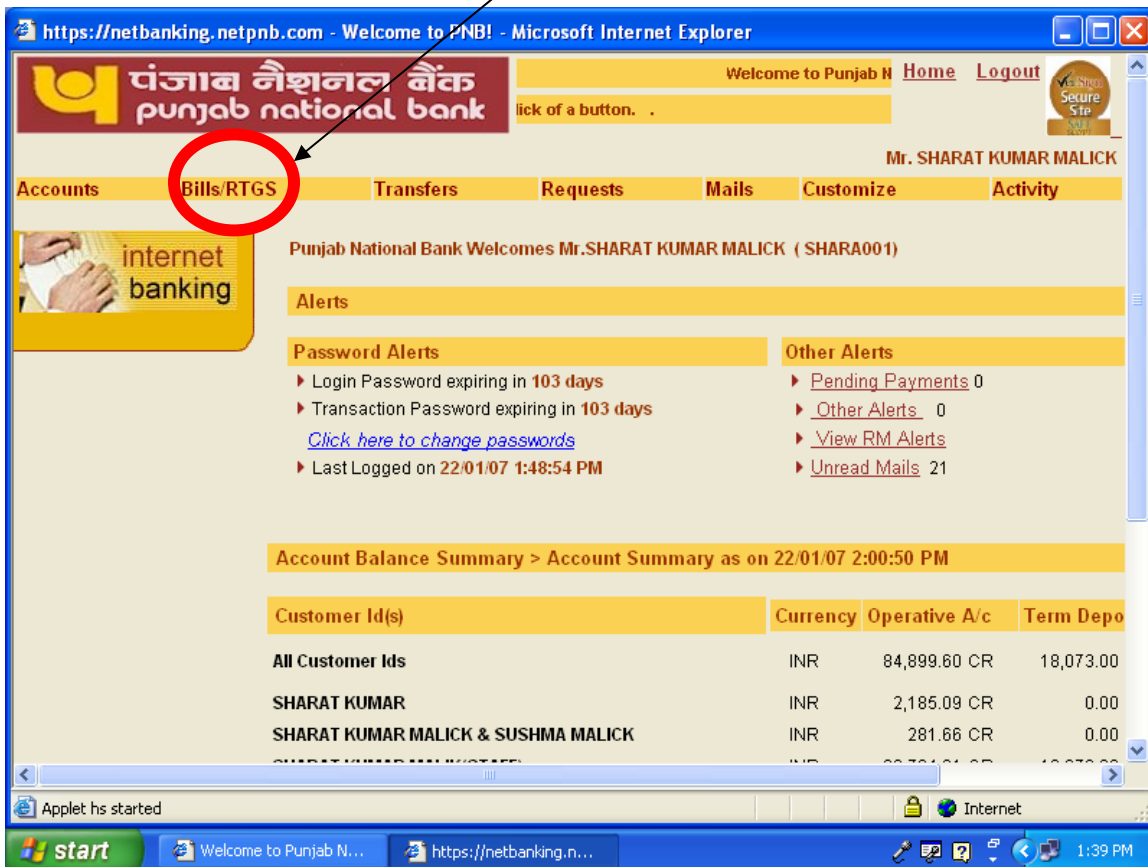 https://netbanking.netpnb.com - Welcome to PNB! - Microsoft Internet Explorer
पंजाब नैशनल बैंक
punjab national bank
Welcome to Punjab N
Home Logout
lick of a button. .
Secure
Site
Mr. SHARAT KUMAR MALICK
Accounts Bills/RTGS Transfers Requests Mails Customize Activity
internet
banking
Punjab National Bank Welcomes Mr.SHARAT KUMAR MALICK ( SHARA001)
Alerts
Password Alerts
Login Password expiring in 103 days
Transaction Password expiring in 103 days
Click here to change passwords
Last Logged on 22/01/07 1:48:54 PM
Other Alerts
Pending Payments 0
Other Alerts 0
View RM Alerts
Unread Mails 21
Account Balance Summary > Account Summary as on 22/01/07 2:00:50 PM
Customer Id(s) Currency Operative A/c Term Depo
All Customer Ids INR 84,899.60 CR 18,073.00
SHARAT KUMAR INR 2,185.09 CR 0.00
SHARAT KUMAR MALICK & SUSHMA MALICK INR 281.66 CR 0.00
Applet hs started
Internet
start
Welcome to Punjab N...
https://netbanking.n...
1:39 PM